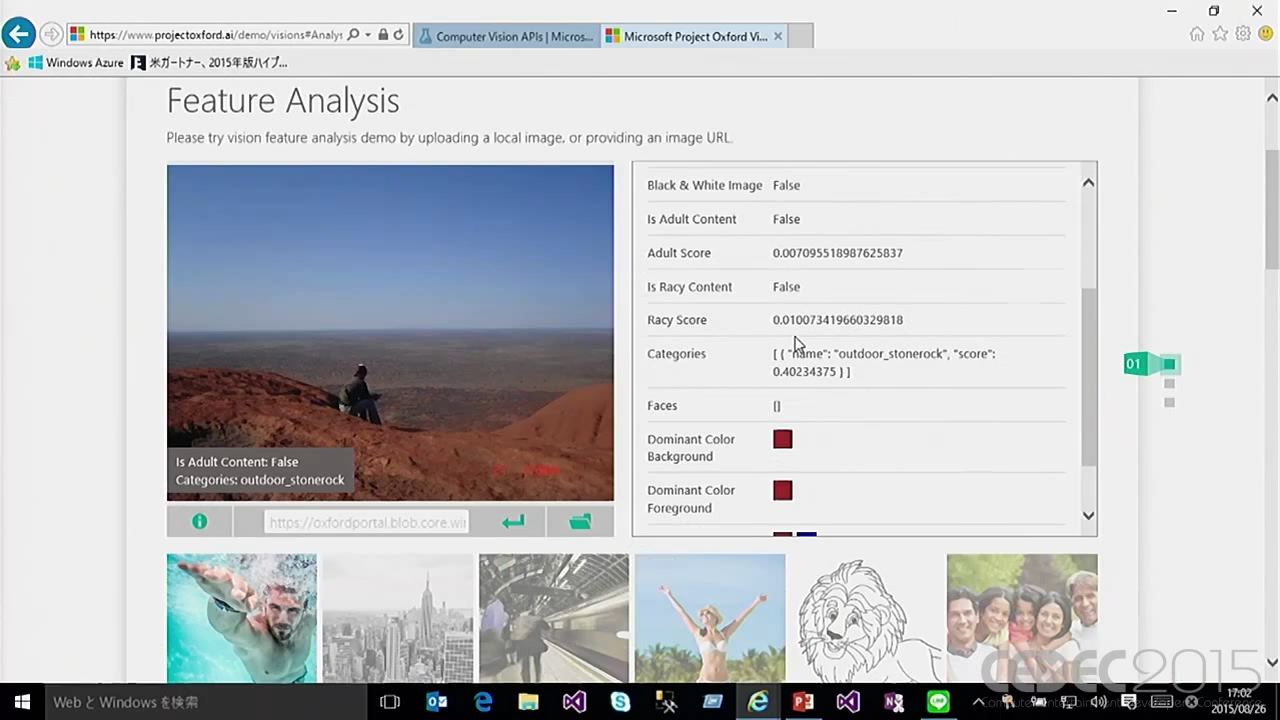 https://www.projectoxford.ai/demo/visions#Analys
Computer Vision APIs | Micros...
Microsoft Project Oxford Vi...
Windows Azure
米ガートナー、2015年版ハイプ...
Feature Analysis
Please try vision feature analysis demo by uploading a local image, or providing an image URL.
Black & White Image False
Is Adult Content False
Adult Score 0.007095518987625837
Is Racy Content False
Racy Score 0.010073419660329818
Categories [ { "name": "outdoor_stonerock", "score":
0.40234375 } ]
Faces []
Dominant Color
Background
Dominant Color
Foreground
Is Adult Content: False
Categories: outdoor_stonerock
https://oxfordportal.blob.core.win
01
CEDEC2015
Web と Windows を検索
17:02
2015/08/26